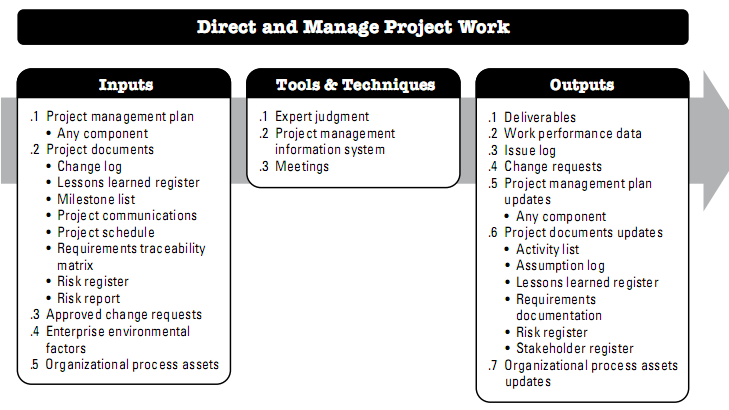 Direct and Manage Project Work
Inputs
.1 Project management plan
• Any component
.2 Project documents
• Change log
• Lessons learned register
• Milestone list
• Project communications
• Project schedule
• Requirements traceability
matrix
• Risk register
• Risk report
.3 Approved change requests
.4 Enterprise environmental
factors
.5 Organizational process assets
Tools & Techniques
.1 Expert judgment
.2 Project management
information system
.3 Meetings
Outputs
.1 Deliverables
.2 Work performance data
.3 Issue log
.4 Change requests
.5 Project management plan
updates
• Any component
.6 Project documents updates
• Activity list
• Assumption log
• Lessons learned register
• Requirements
documentation
• Risk register
• Stakeholder register
.7 Organizational process assets
updates